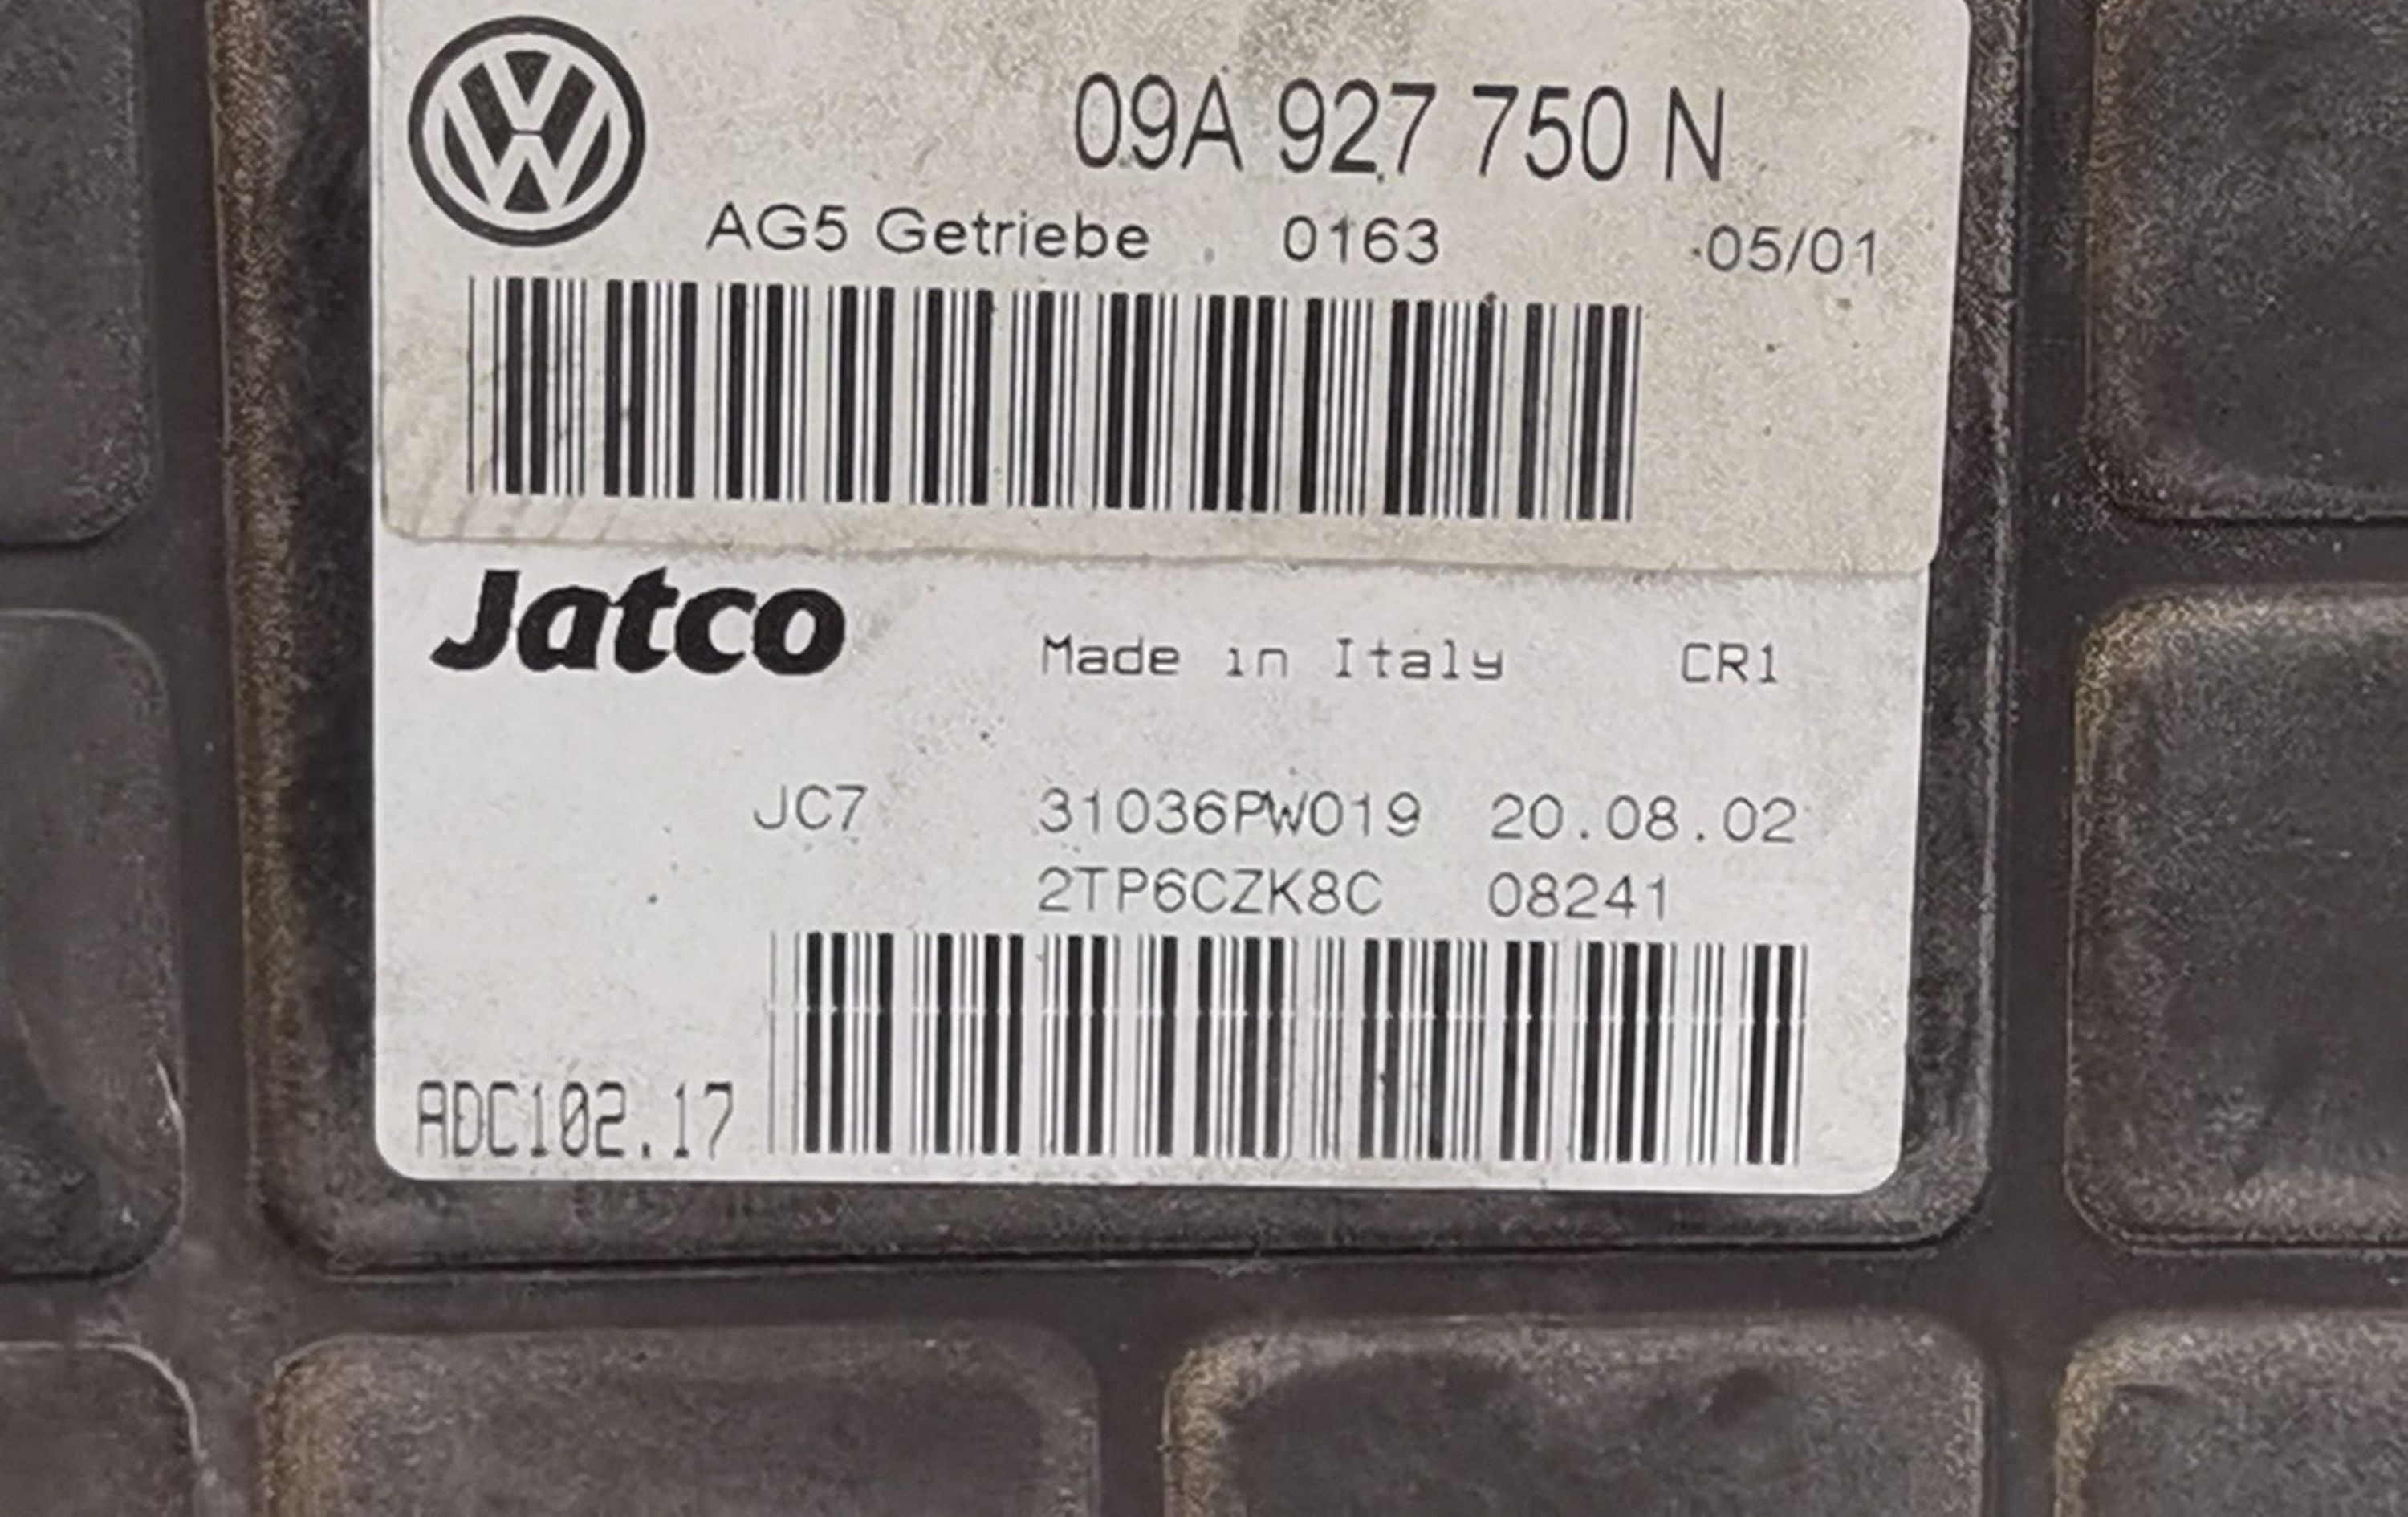 09A 927 750 N
AG5 Getriebe 0163 05/01
Jatco Made in Italy CR1
JC7 31036PW019 20.08.02
2TP6CZK8C 08241
ADC102.17